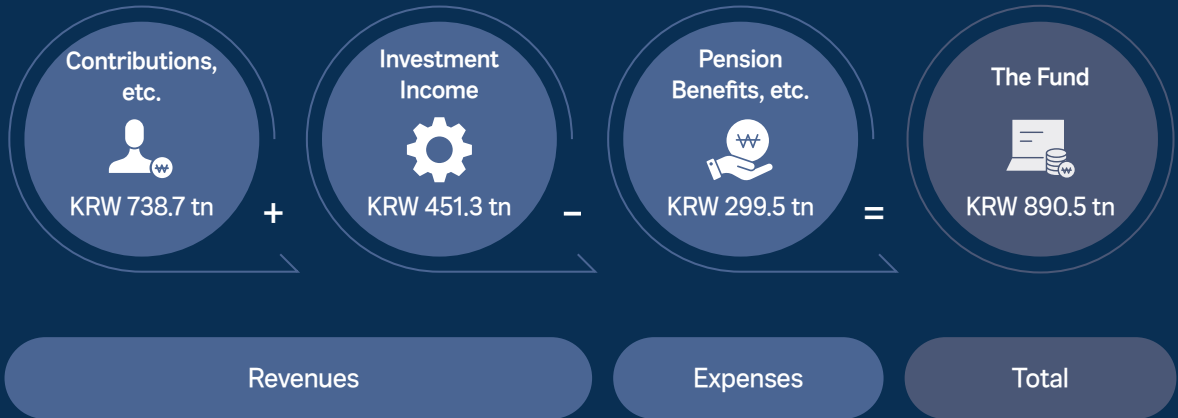 Contributions,
etc.
KRW 738.7 tn
+
Investment
Income
KRW 451.3 tn
−
Pension
Benefits, etc.
₩
KRW 299.5 tn
=
The Fund
KRW 890.5 tn
Revenues
Expenses
Total